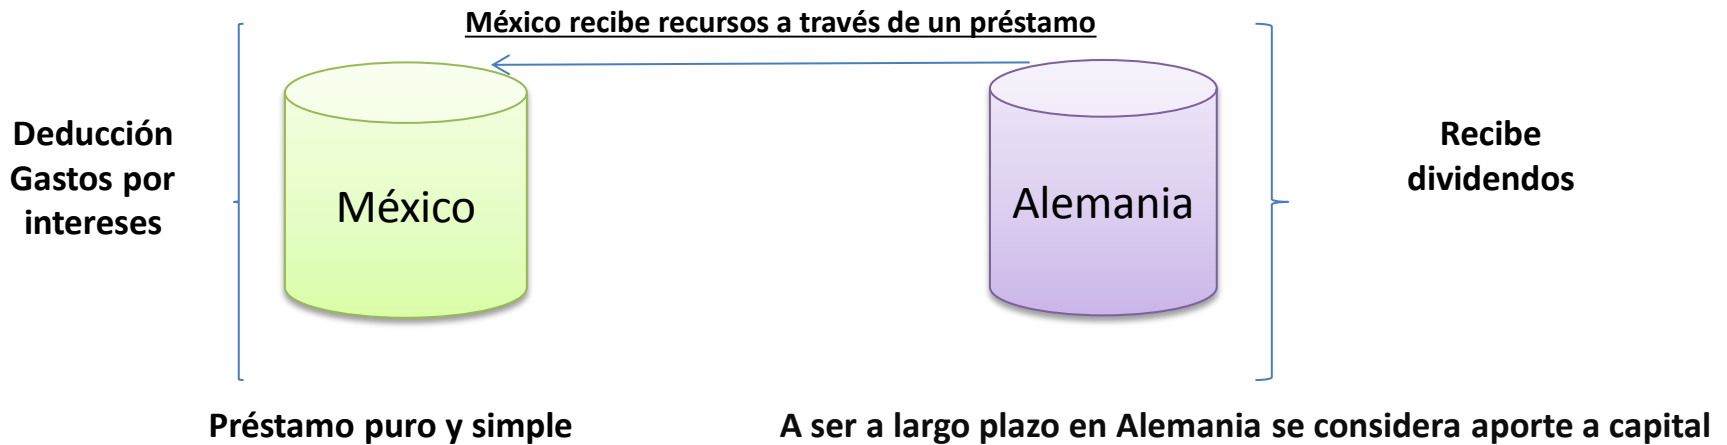 México recibe recursos a través de un préstamo
Deducción
Gastos por
intereses
México
Alemania
Recibe
dividendos
Préstamo puro y simple
A ser a largo plazo en Alemania se considera aporte a capital